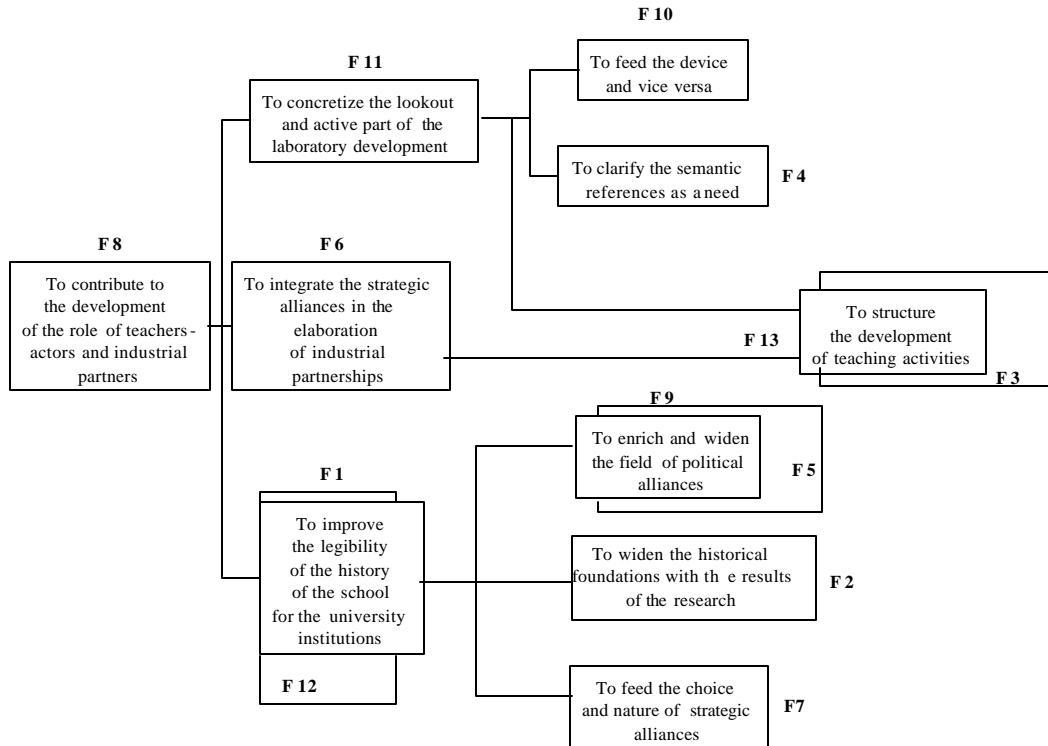 F 10
To feed the device
and vice versa
F 11
To concretize the lookout
and active part of the
laboratory development
To clarify the semantic
references as a need
F 4
F 8
To contribute to
the development
of the role of teachers-
actors and industrial
partners
F 6
To integrate the strategic
alliances in the
elaboration
of industrial
partnerships
F 13
To structure
the development
of teaching activities
F 3
F 9
To enrich and widen
the field of political
alliances
F 5
F 1
To improve
the legibility
of the history
of the school
for the university
institutions
F 12
To widen the historical
foundations with th e results
of the research
F 2
To feed the choice
and nature of strategic
alliances
F7